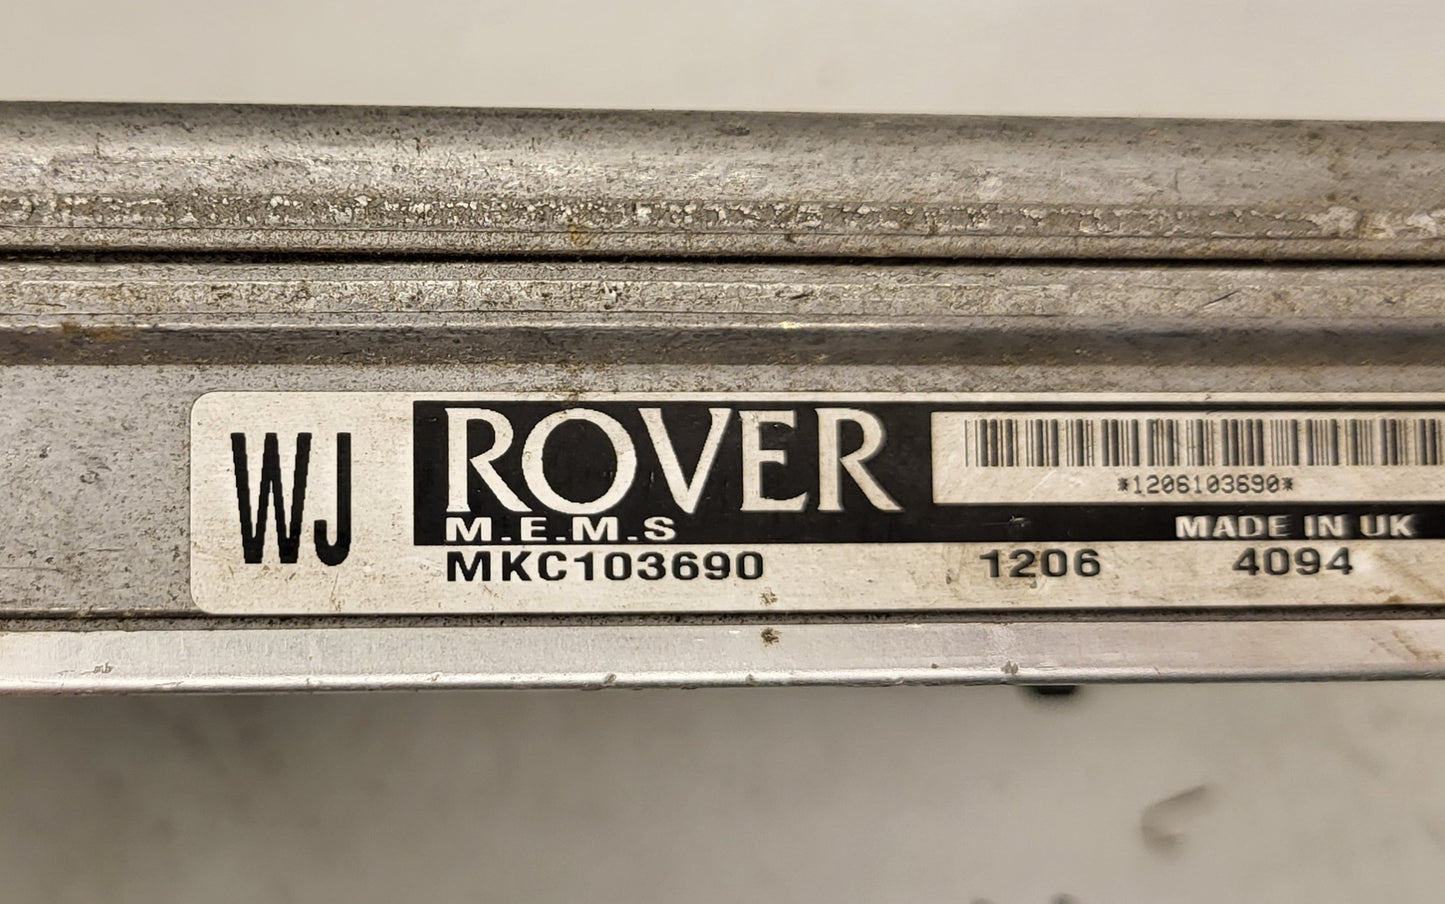 WJ
ROVER
M.E.M.S
*1206103690*
MADE IN UK
MKC103690 1206 4094